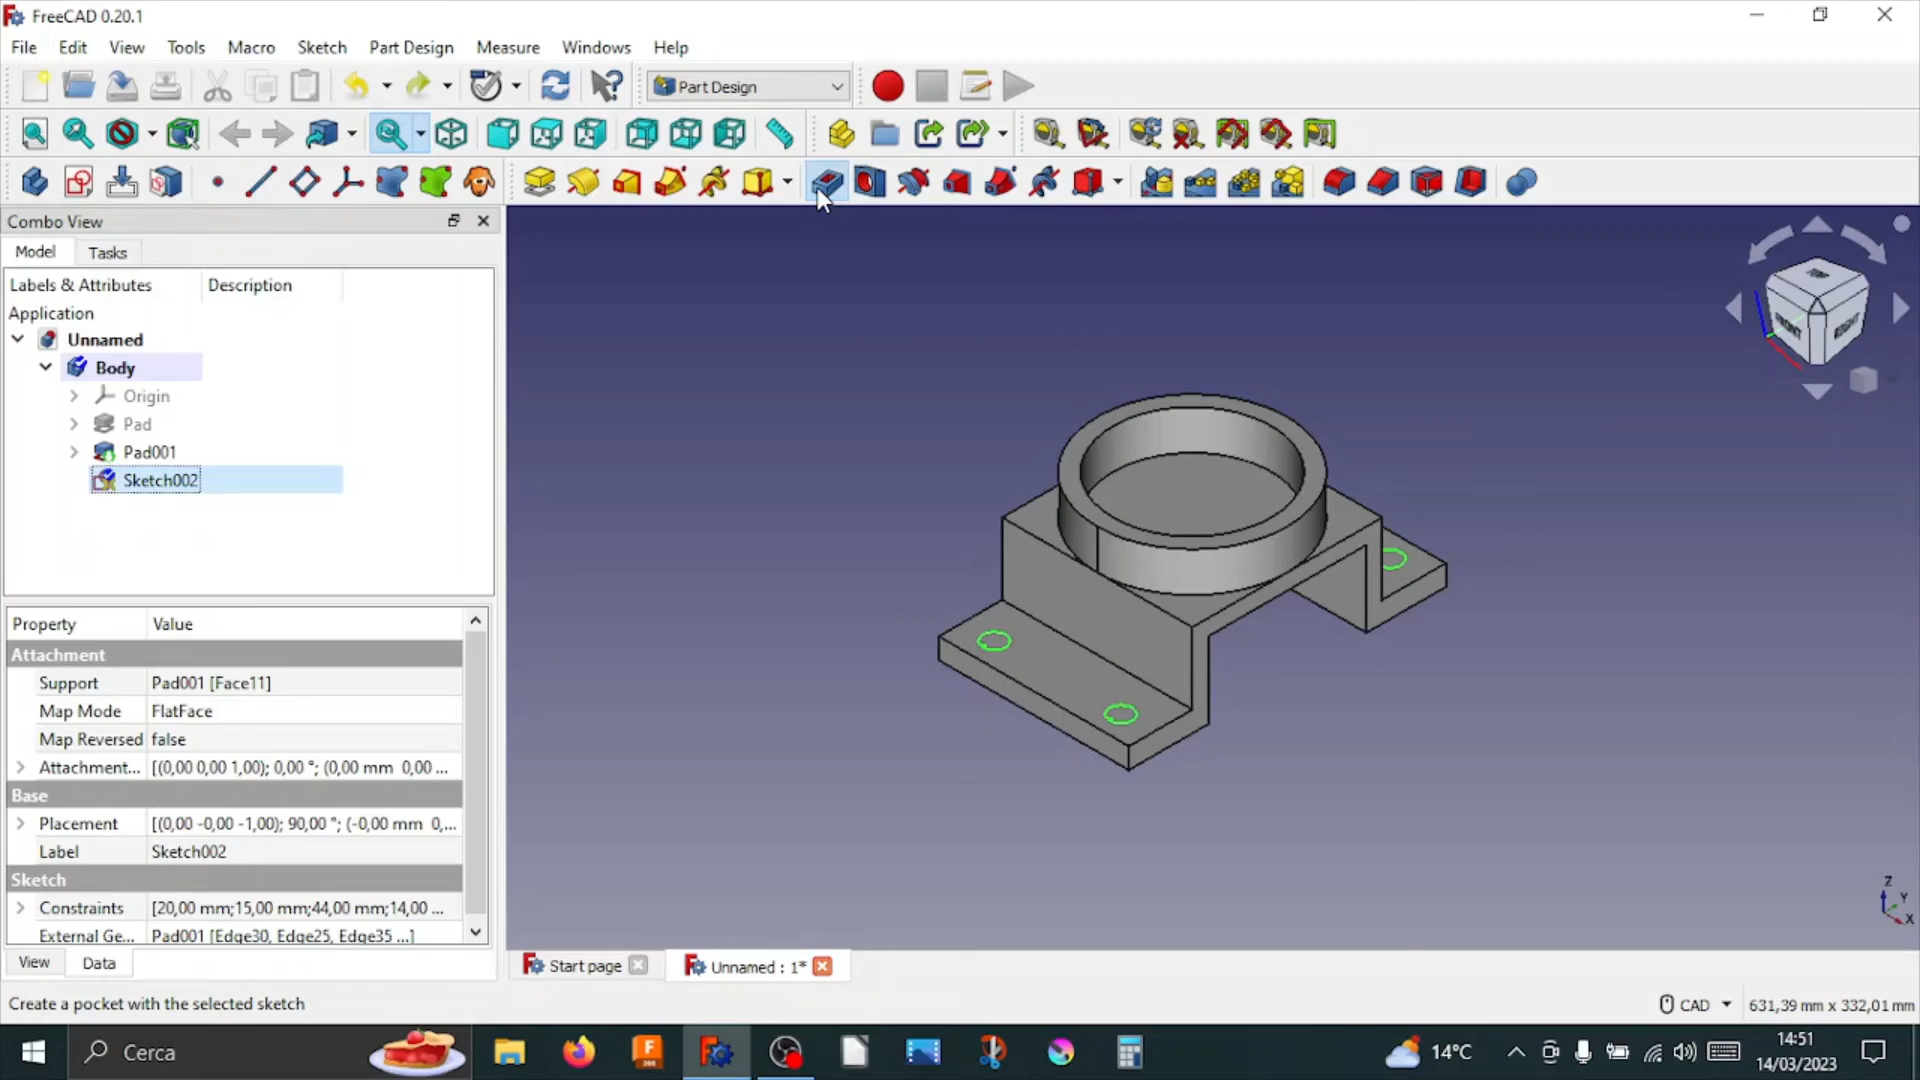 FreeCAD 0.20.1
File Edit View Tools Macro Sketch Part Design Measure Windows Help
Part Design
Combo View
Model Tasks
Labels & Attributes Description
Application
Unnamed
Body
Origin
Pad
Pad001
Sketch002
Property Value
Attachment
Support Pad001 [Face11]
Map Mode FlatFace
Map Reversed false
Attachment... [(0,00 0,00 1,00); 0,00 °; (0,00 mm 0,00 ...
Base
Placement [(0,00 -0,00 -1,00); 90,00 °; (-0,00 mm 0,...
Label Sketch002
Sketch
Constraints [20,00 mm;15,00 mm;44,00 mm;14,00 ...
External Ge... Pad001 [Edge30, Edge25, Edge35 ...]
View Data
TOP
FRONT RIGHT
Z
Y
X
Start page Unnamed : 1*
Create a pocket with the selected sketch
CAD 631,39 mm x 332,01 mm
Cerca
F
360
14°C
14:51
14/03/2023